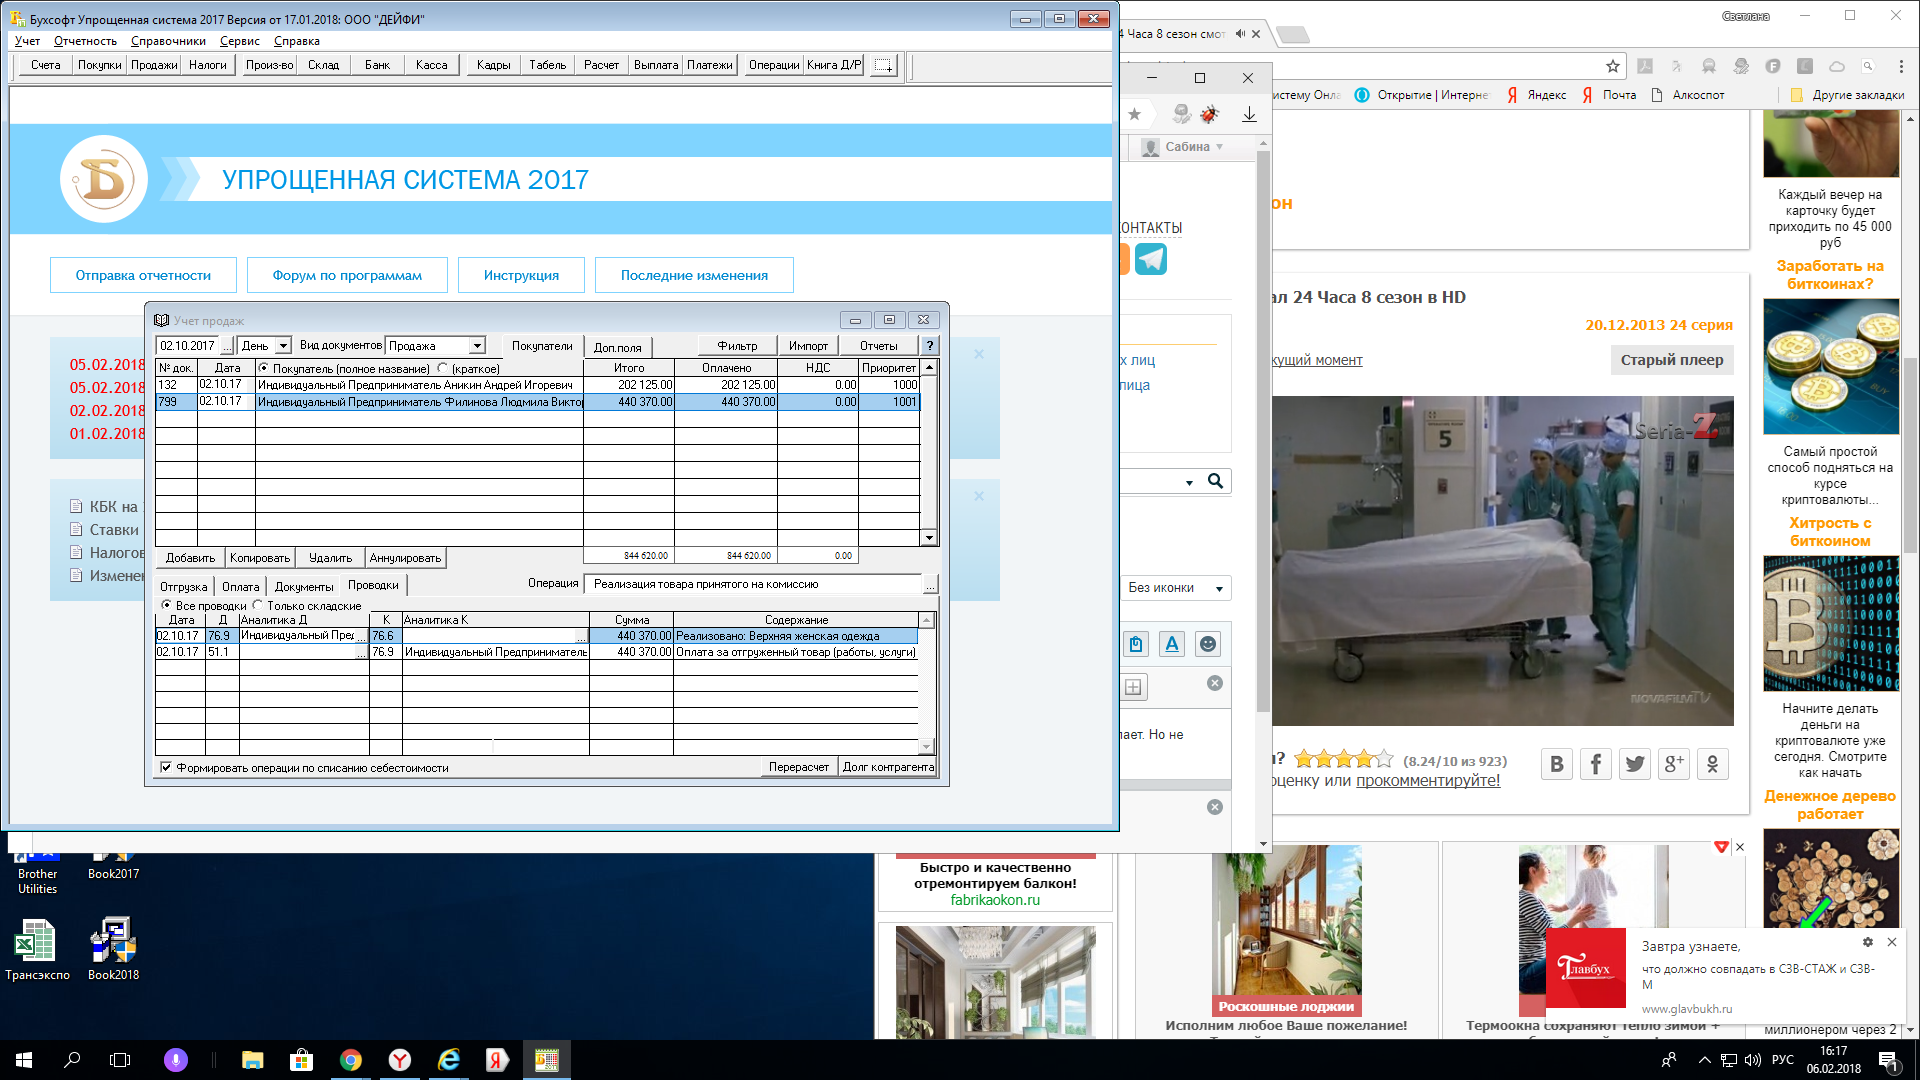 Бухсофт Упрощенная система 2017 Версия от 17.01.2018: ООО "ДЕЙФИ"
Учет Отчетность Справочники Сервис Справка
Счета Покупки Продажи Налоги Произ-во Склад Банк Касса Кадры Табель Расчет Выплата Платежи Операции Книга Д/Р
УПРОЩЕННАЯ СИСТЕМА 2017
Отправка отчетности Форум по программам Инструкция Последние изменения
05.02.2018
05.02.2018
02.02.2018
01.02.2018
КБК на
Ставки
Налогов
Изменен
Учет продаж
02.10.2017 ... День Вид документов Продажа Покупатели Доп.поля Фильтр Импорт Отчеты ?
№ док. Дата Покупатель (полное название) (краткое) Итого Оплачено НДС Приоритет
132 02.10.17 Индивидуальный Предприниматель Аникин Андрей Игоревич 202 125.00 202 125.00 0.00 1000
799 02.10.17 Индивидуальный Предприниматель Филинова Людмила Виктор 440 370.00 440 370.00 0.00 1001
Добавить Копировать Удалить Аннулировать 844 620.00 844 620.00 0.00
Отгрузка Оплата Документы Проводки Операция Реализация товара принятого на комиссию ...
Все проводки Только складские
Дата Д Аналитика Д К Аналитика К Сумма Содержание
02.10.17 76.9 Индивидуальный Пред ... 76.6 ... 440 370.00 Реализовано: Верхняя женская одежда
02.10.17 51.1 ... 76.9 Индивидуальный Предприниматель 440 370.00 Оплата за отгруженный товар (работы, услуги)
Формировать операции по списанию себестоимости Перерасчет Долг контрагента
Brother Utilities
Book2017
Трансэкспо
Book2018
Сабина
ОНТАКТЫ
х лиц
лица
Без иконки
A
лает. Но не
Светлана
4 Часа 8 сезон смот
истему Онла Открытие | Интерне Яндекс Почта Алкоспот Другие закладки
он
ал 24 Часа 8 сезон в HD
20.12.2013 24 серия
кущий момент
Старый плеер
5
Seria-Z
NOVAFILM TV
? (8.24/10 из 923)
оценку или прокомментируйте!
Каждый вечер на
карточку будет
приходить по 45 000
руб
Заработать на
биткоинах?
Самый простой
способ подняться на
курсе
криптовалюты...
Хитрость с
биткоином
Начните делать
деньги на
криптовалюте уже
сегодня. Смотрите
как начать
Денежное дерево
работает
миллионером через 2
Быстро и качественно
отремонтируем балкон!
fabrikaokon.ru
Роскошные лоджии
Исполним любое Ваше пожелание!
Термоокна сохраняют тепло зимой +
Главбух
Завтра узнаете,
что должно совпадать в СЗВ-СТАЖ и СЗВ-
М
www.glavbukh.ru
РУС
16:17
06.02.2018
1